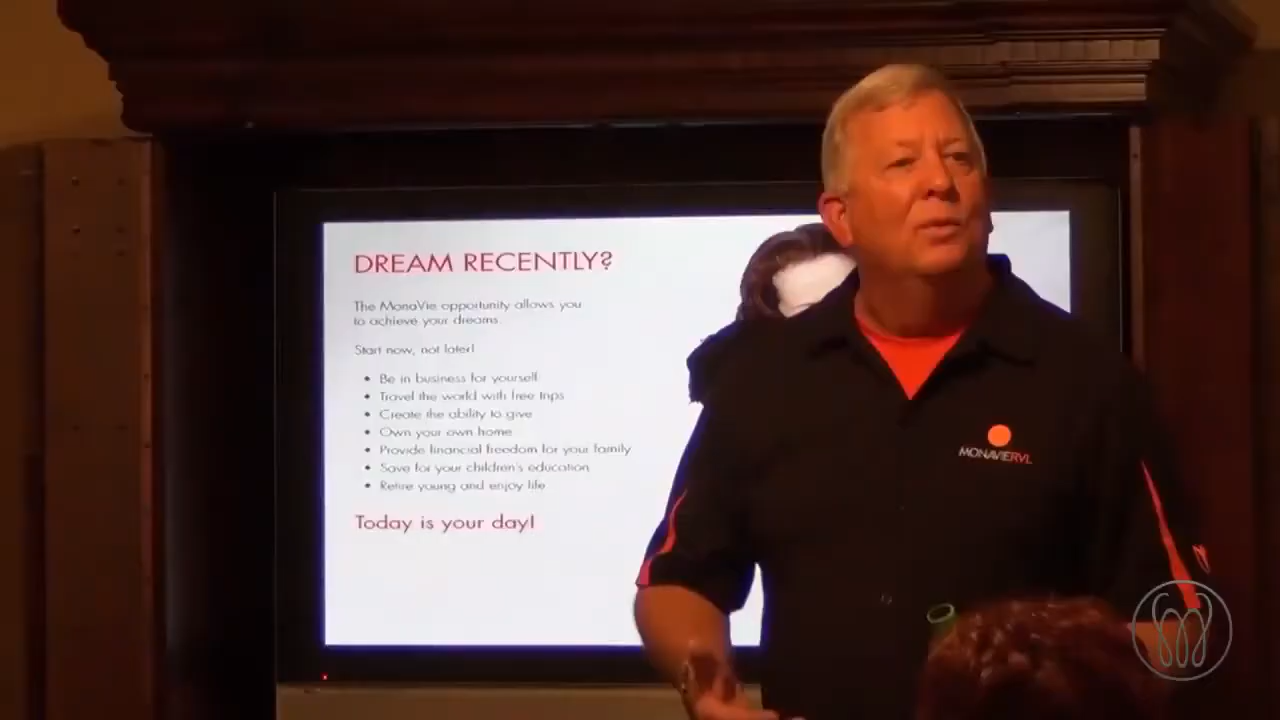 DREAM RECENTLY?
The MonaVie opportunity allows you
to achieve your dreams.
Start now, not later!
• Be in business for yourself
• Travel the world with free trips
• Create the ability to give
• Own your own home
• Provide financial freedom for your family
• Save for your children's education
• Retire young and enjoy life
Today is your day!
MONAVIERVL